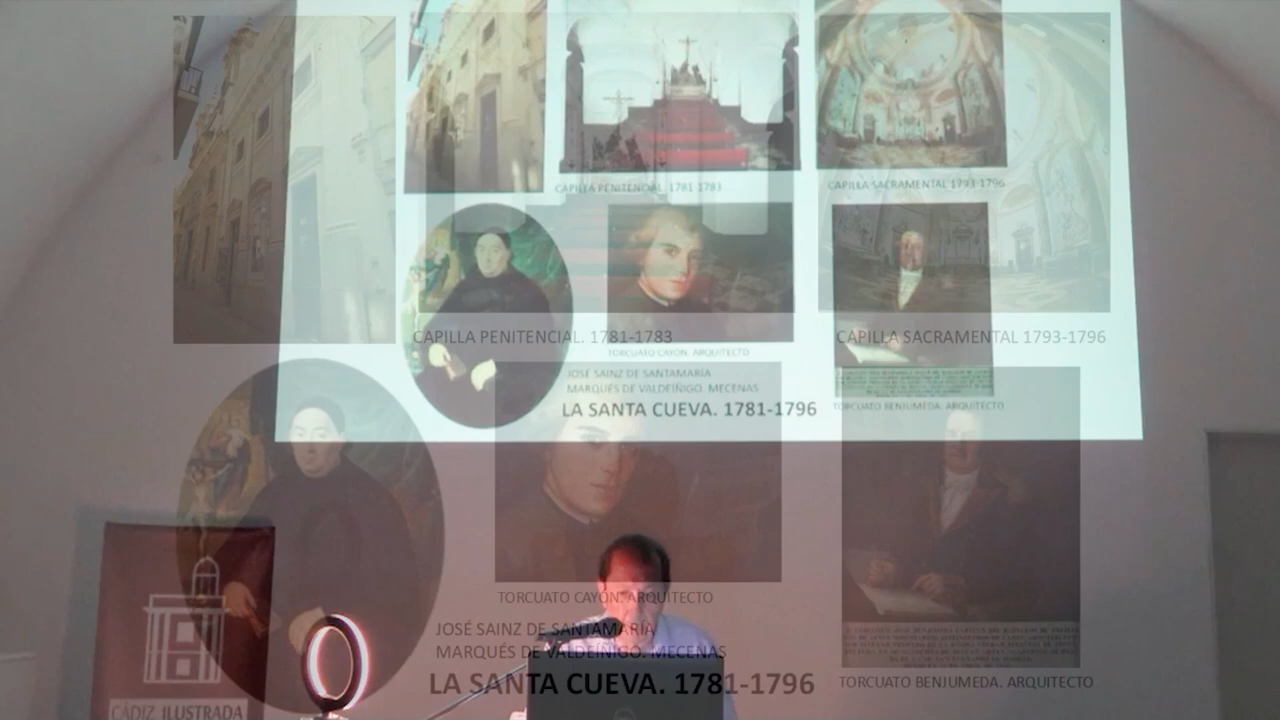 CAPILLA PENITENCIAL. 1781-1783
CAPILLA SACRAMENTAL 1793-1796
CAPILLA PENITENCIAL. 1781-1783
CAPILLA SACRAMENTAL 1793-1796
TORCUATO CAYÓN. ARQUITECTO
JOSÉ SAINZ DE SANTAMARÍA
MARQUÉS DE VALDEÍÑIGO. MECENAS
LA SANTA CUEVA. 1781-1796
TORCUATO BENJUMEDA. ARQUITECTO
TORCUATO CAYÓN. ARQUITECTO
JOSÉ SAINZ DE SANTAMARÍA
MARQUÉS DE VALDEÍÑIGO. MECENAS
LA SANTA CUEVA. 1781-1796
TORCUATO BENJUMEDA. ARQUITECTO
CÁDIZ ILUSTRADA